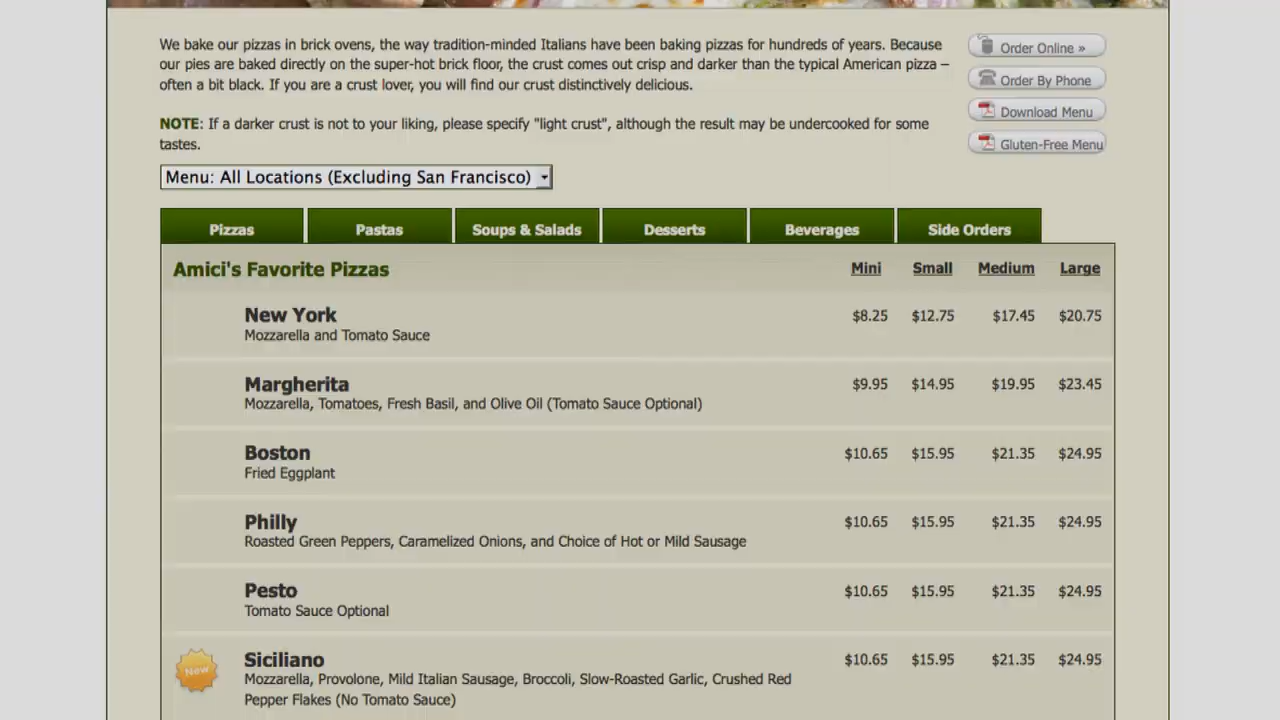 We bake our pizzas in brick ovens, the way tradition-minded Italians have been baking pizzas for hundreds of years. Because
our pies are baked directly on the super-hot brick floor, the crust comes out crisp and darker than the typical American pizza –
often a bit black. If you are a crust lover, you will find our crust distinctively delicious.
NOTE: If a darker crust is not to your liking, please specify "light crust", although the result may be undercooked for some
tastes.
Order Online »
Order By Phone
Download Menu
Gluten-Free Menu
Menu: All Locations (Excluding San Francisco)
Pizzas Pastas Soups & Salads Desserts Beverages Side Orders
Amici's Favorite Pizzas Mini Small Medium Large
New York $8.25 $12.75 $17.45 $20.75
Mozzarella and Tomato Sauce
Margherita $9.95 $14.95 $19.95 $23.45
Mozzarella, Tomatoes, Fresh Basil, and Olive Oil (Tomato Sauce Optional)
Boston $10.65 $15.95 $21.35 $24.95
Fried Eggplant
Philly $10.65 $15.95 $21.35 $24.95
Roasted Green Peppers, Caramelized Onions, and Choice of Hot or Mild Sausage
Pesto $10.65 $15.95 $21.35 $24.95
Tomato Sauce Optional
New
Siciliano $10.65 $15.95 $21.35 $24.95
Mozzarella, Provolone, Mild Italian Sausage, Broccoli, Slow-Roasted Garlic, Crushed Red
Pepper Flakes (No Tomato Sauce)